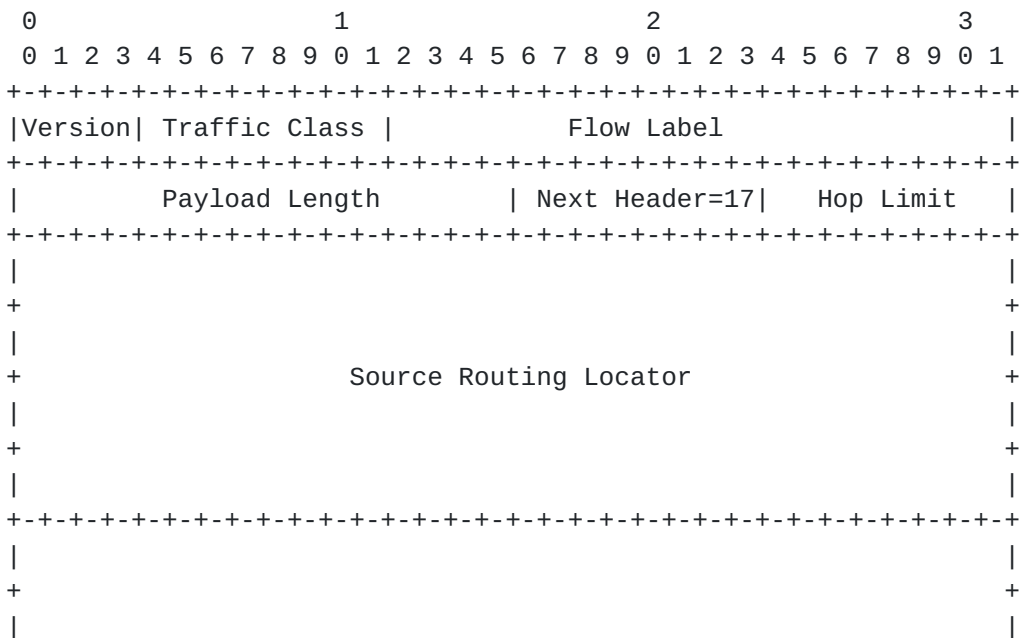 0                   1                   2                   3
 0 1 2 3 4 5 6 7 8 9 0 1 2 3 4 5 6 7 8 9 0 1 2 3 4 5 6 7 8 9 0 1
+-+-+-+-+-+-+-+-+-+-+-+-+-+-+-+-+-+-+-+-+-+-+-+-+-+-+-+-+-+-+-+-+
|Version| Traffic Class |           Flow Label                  |
+-+-+-+-+-+-+-+-+-+-+-+-+-+-+-+-+-+-+-+-+-+-+-+-+-+-+-+-+-+-+-+-+
|         Payload Length        | Next Header=17|   Hop Limit   |
+-+-+-+-+-+-+-+-+-+-+-+-+-+-+-+-+-+-+-+-+-+-+-+-+-+-+-+-+-+-+-+-+
|                                                               |
+                                                               +
|                                                               |
+                     Source Routing Locator                    +
|                                                               |
+                                                               +
|                                                               |
+-+-+-+-+-+-+-+-+-+-+-+-+-+-+-+-+-+-+-+-+-+-+-+-+-+-+-+-+-+-+-+-+
|                                                               |
+                                                               +
|                                                               |